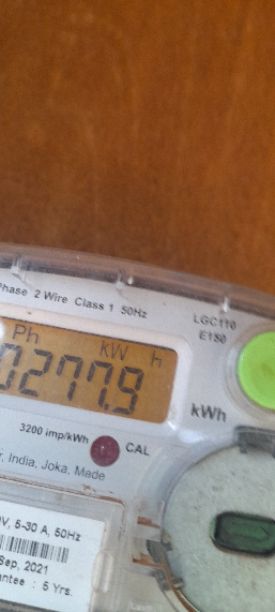 Phase 2 Wire Class 1 50Hz
LGC110
E150
Ph kW h
0277.9
kWh
3200 imp/kWh CAL
r, India, Joka, Made
V, 5-30 A, 50Hz
Sep, 2021
antee : 5 Yrs.